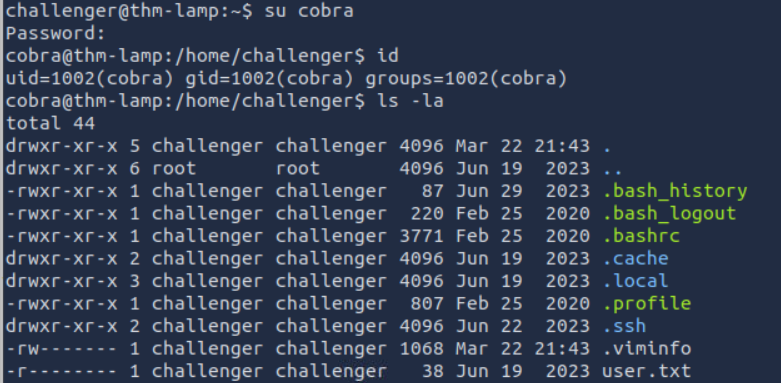 challenger@thm-lamp:~$ su cobra
Password:
cobra@thm-lamp:/home/challenger$ id
uid=1002(cobra) gid=1002(cobra) groups=1002(cobra)
cobra@thm-lamp:/home/challenger$ ls -la
total 44
drwxr-xr-x 5 challenger challenger 4096 Mar 22 21:43 .
drwxr-xr-x 6 root       root       4096 Jun 19  2023 ..
-rwxr-xr-x 1 challenger challenger   87 Jun 29  2023 .bash_history
-rwxr-xr-x 1 challenger challenger  220 Feb 25  2020 .bash_logout
-rwxr-xr-x 1 challenger challenger 3771 Feb 25  2020 .bashrc
drwxr-xr-x 2 challenger challenger 4096 Jun 19  2023 .cache
drwxr-xr-x 3 challenger challenger 4096 Jun 19  2023 .local
-rwxr-xr-x 1 challenger challenger  807 Feb 25  2020 .profile
drwxr-xr-x 2 challenger challenger 4096 Jun 22  2023 .ssh
-rw------- 1 challenger challenger 1068 Mar 22 21:43 .viminfo
-r-------- 1 challenger challenger   38 Jun 19  2023 user.txt